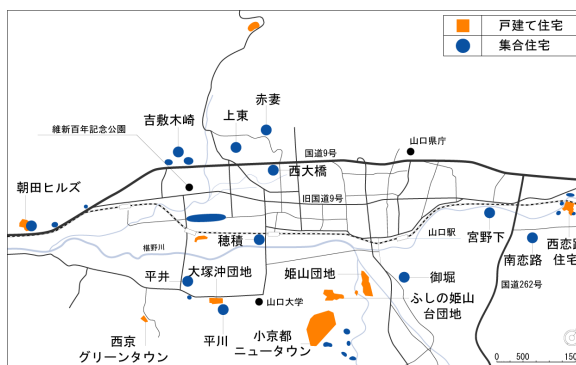 戸建て住宅
集合住宅
赤妻
上東
吉敷木崎
維新百年記念公園
山口県庁
国道9号
西大橋
朝田ヒルズ
旧国道9号
山口駅
宮野下
南恋路
西恋路
住宅
椹野川
穂積
平井
大塚沖団地
姫山団地
御堀
ふしの姫山
台団地
国道262号
山口大学
西京
グリーンタウン
平川
小京都
ニュータウン
0 500 150